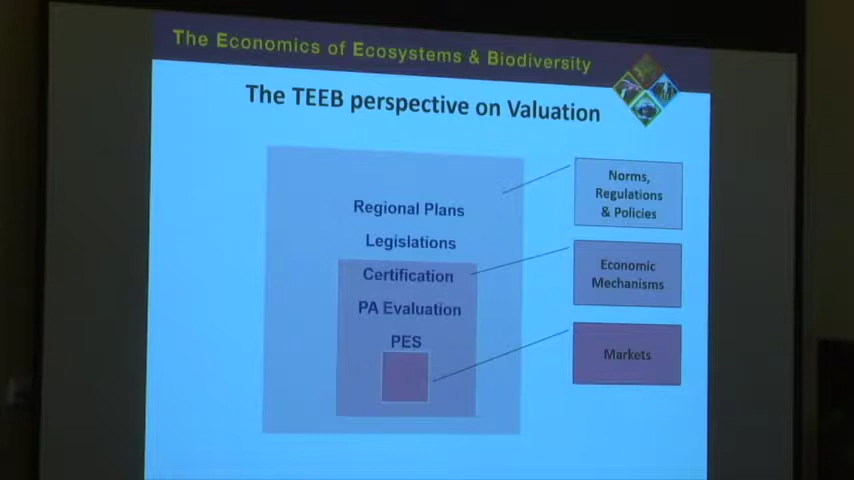 The Economics of Ecosystems & Biodiversity
The TEEB perspective on Valuation
Regional Plans
Legislations
Certification
PA Evaluation
PES
Norms,
Regulations
& Policies
Economic
Mechanisms
Markets